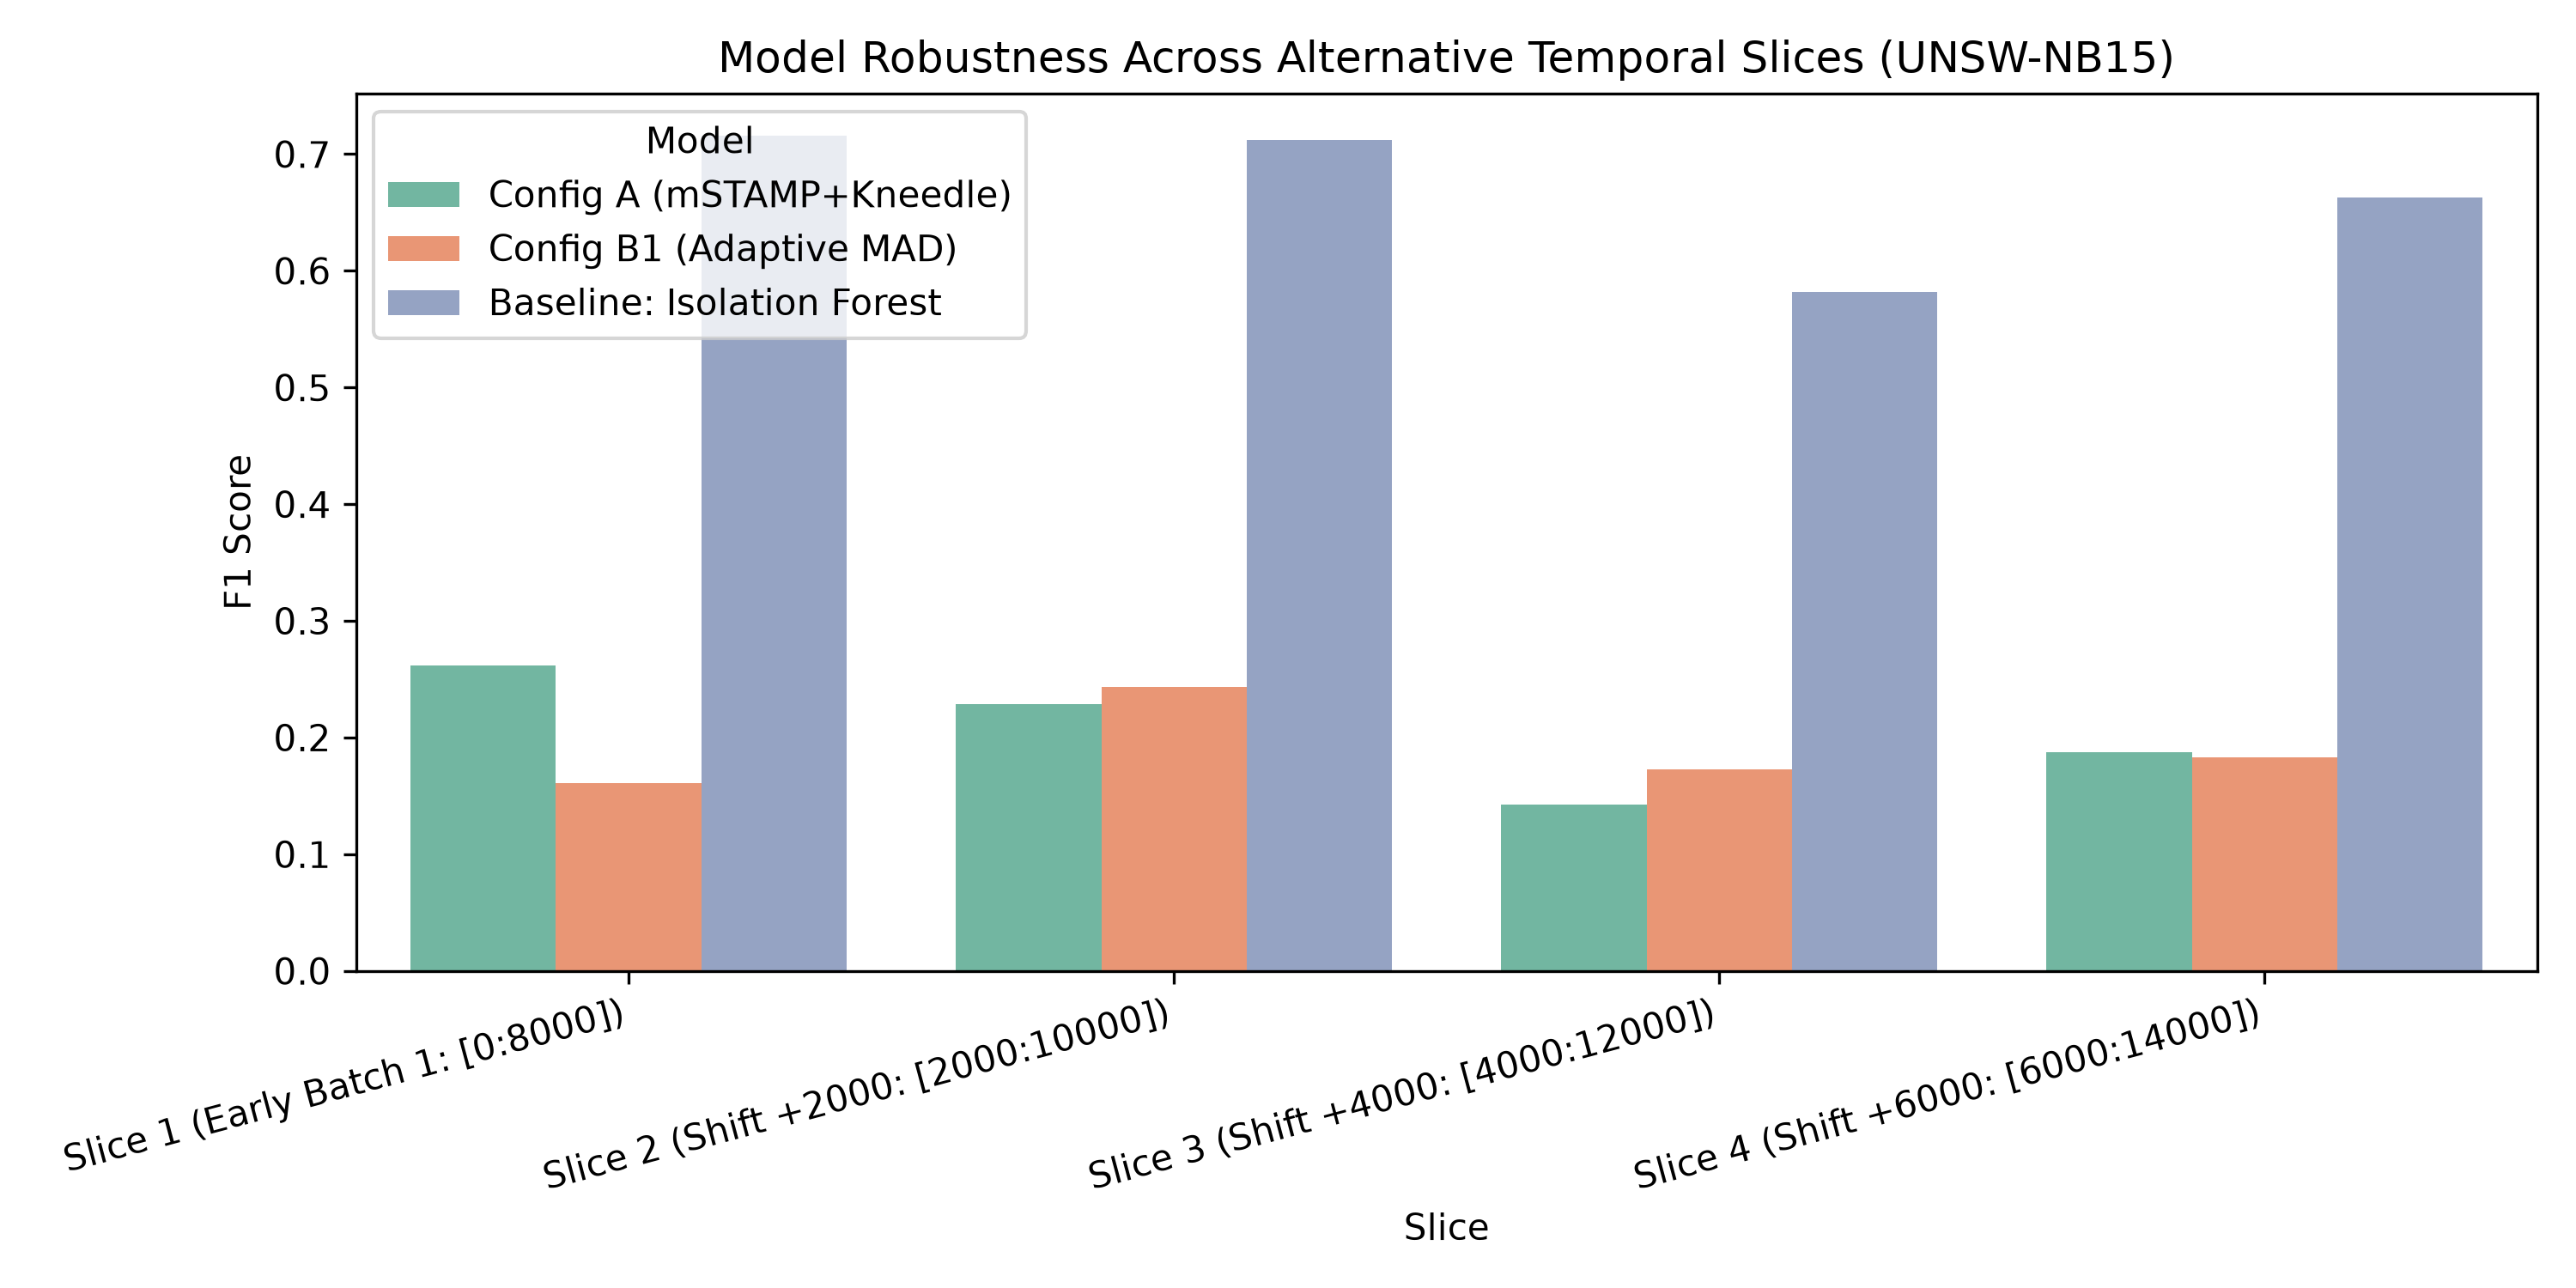 Model Robustness Across Alternative Temporal Slices (UNSW-NB15)
Model
Config A (mSTAMP+Kneedle)
Config B1 (Adaptive MAD)
Baseline: Isolation Forest
F1 Score
0.7
0.6
0.5
0.4
0.3
0.2
0.1
0.0
Slice 1 (Early Batch 1: [0:8000])
Slice 2 (Shift +2000: [2000:10000])
Slice 3 (Shift +4000: [4000:12000])
Slice 4 (Shift +6000: [6000:14000])
Slice